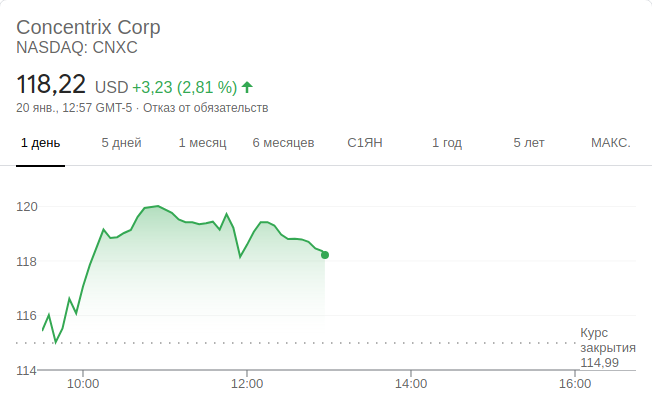 Concentrix Corp
NASDAQ: CNXC
118,22 USD +3,23 (2,81 %)
20 янв., 12:57 GMT-5 · Отказ от обязательств
1 день 5 дней 1 месяц 6 месяцев С1ЯН 1 год 5 лет МАКС.
120
118
116
Курс
закрытия
114,99
114
10:00 12:00 14:00 16:00